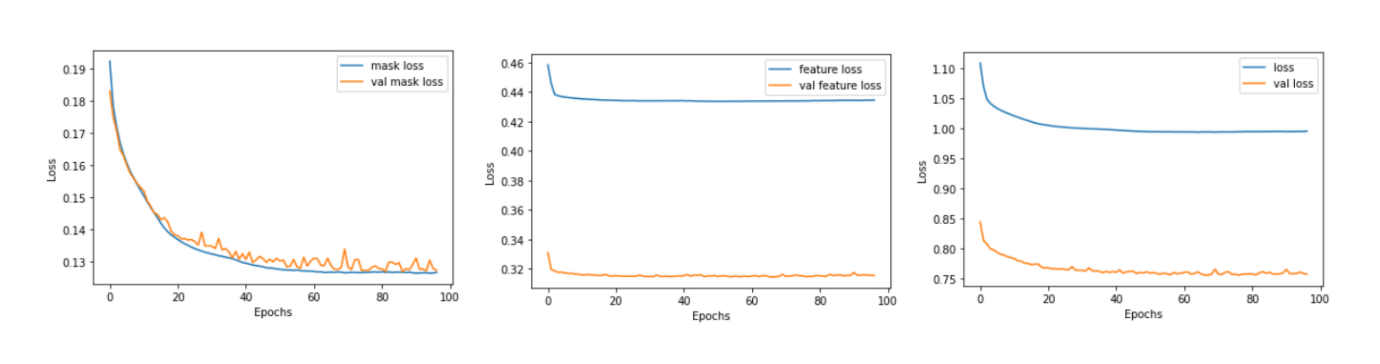 mask loss
val mask loss
0.19
0.18
0.17
0.16
0.15
0.14
0.13
Loss
0 20 40 60 80 100
Epochs
feature loss
val feature loss
0.46
0.44
0.42
0.40
0.38
0.36
0.34
0.32
Loss
0 20 40 60 80 100
Epochs
loss
val loss
1.10
1.05
1.00
0.95
0.90
0.85
0.80
0.75
Loss
0 20 40 60 80 100
Epochs